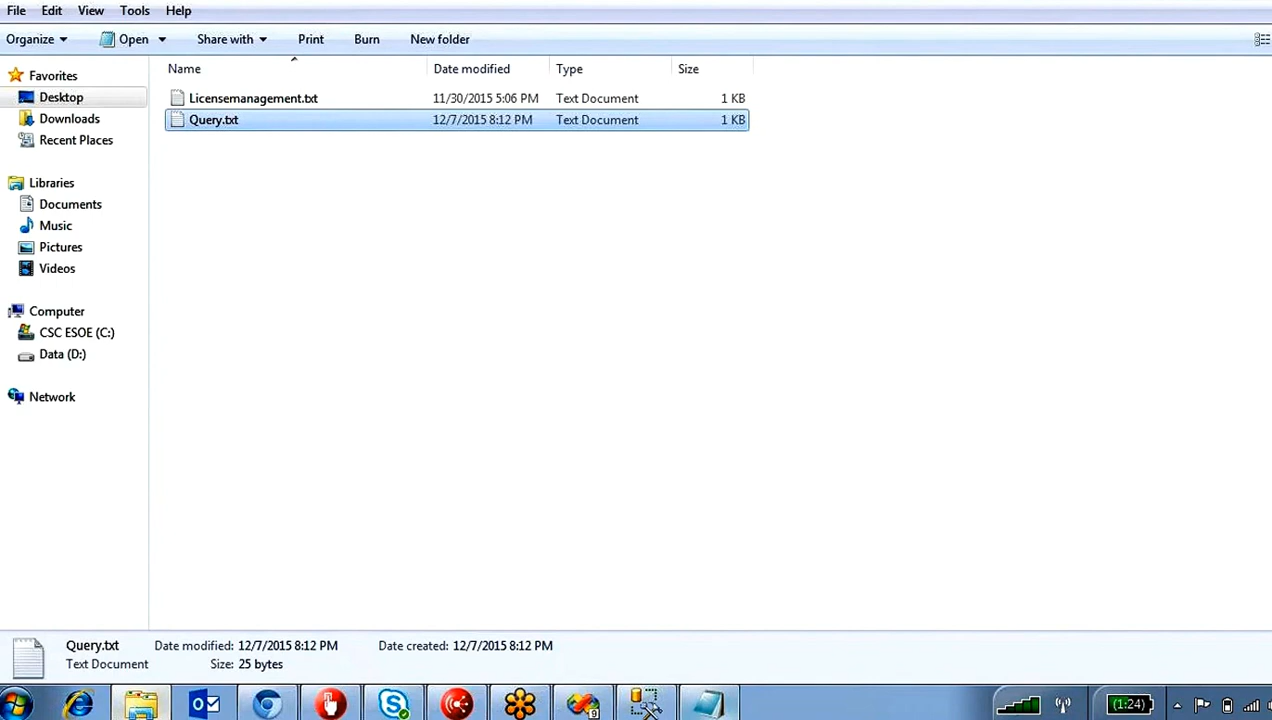 File Edit View Tools Help
Organize Open Share with Print Burn New folder
Name Date modified Type Size
Favorites
Desktop
Downloads
Recent Places
Libraries
Documents
Music
Pictures
Videos
Computer
CSC ESOE (C:)
Data (D:)
Network
Licensemanagement.txt 11/30/2015 5:06 PM Text Document 1 KB
Query.txt 12/7/2015 8:12 PM Text Document 1 KB
Query.txt Date modified: 12/7/2015 8:12 PM Date created: 12/7/2015 8:12 PM
Text Document Size: 25 bytes
(1:24)